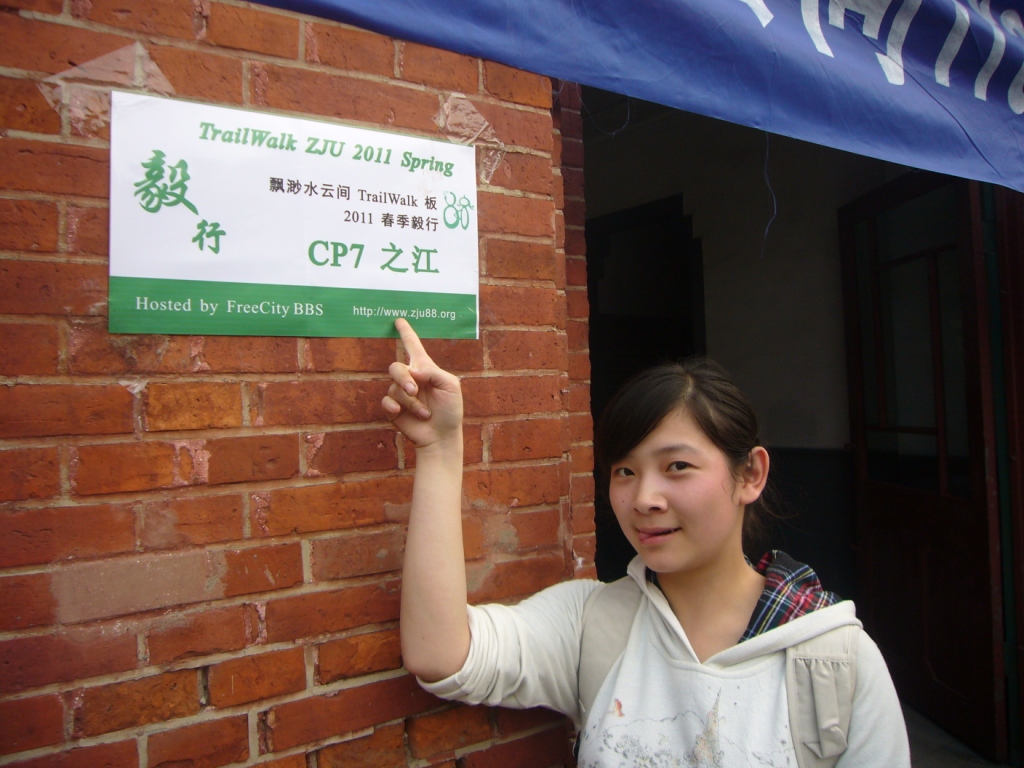 TrailWalk ZJU 2011 Spring
毅行
飘渺水云间 TrailWalk 板
2011 春季毅行
CP7 之江
Hosted by FreeCity BBS
http://www.zju88.org